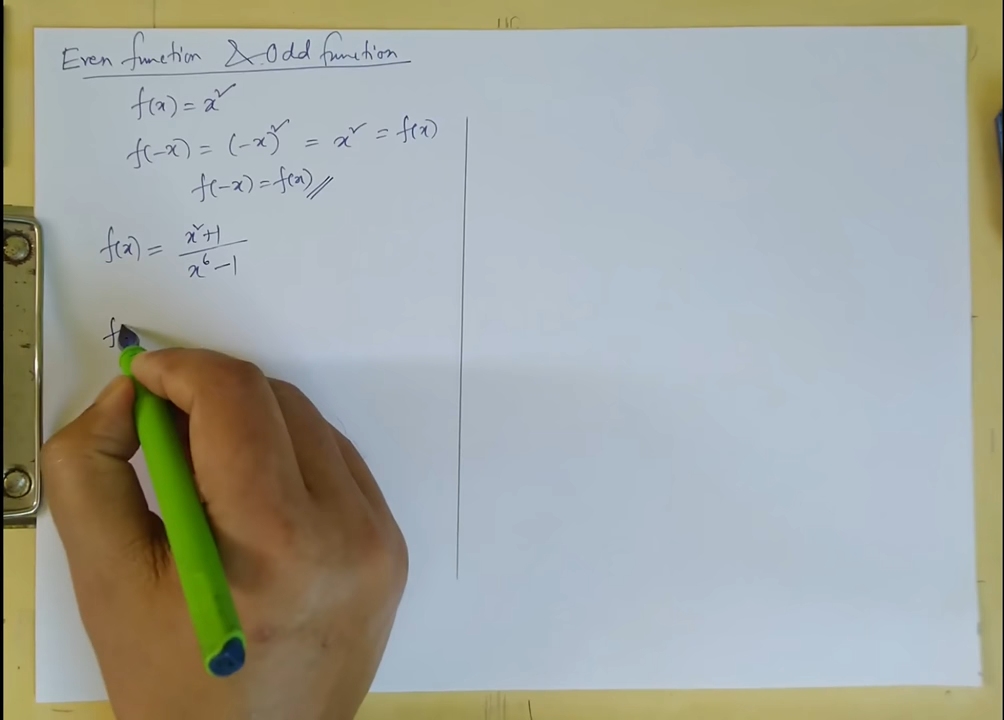 Even function & Odd function
f(x) = x²
f(-x) = (-x)² = x² = f(x)
f(-x) = f(x) //
f(x) = (x²+1)/(x⁶-1)
f